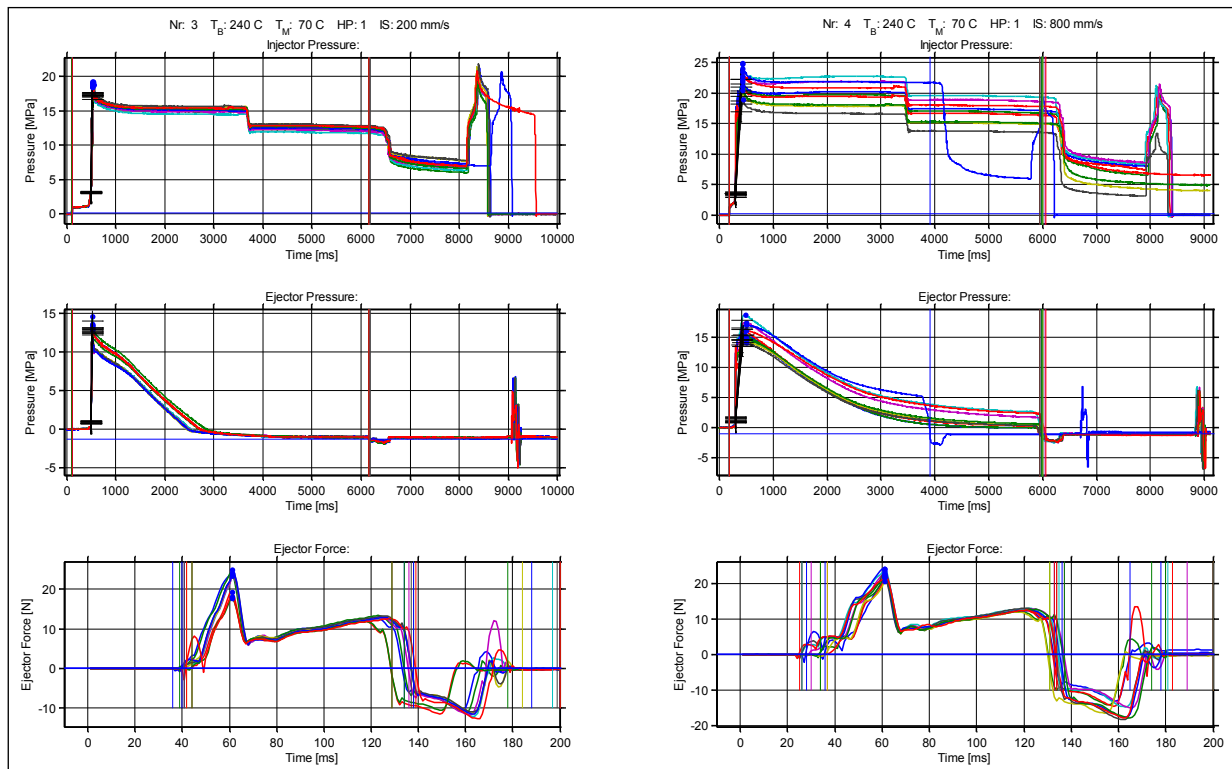 Nr: 3 T_B: 240 C T_M: 70 C HP: 1 IS: 200 mm/s
Injector Pressure:
20
15
10
5
0
Pressure [MPa]
0 1000 2000 3000 4000 5000 6000 7000 8000 9000 10000
Time [ms]
Ejector Pressure:
15
10
5
0
-5
Pressure [MPa]
0 1000 2000 3000 4000 5000 6000 7000 8000 9000 10000
Time [ms]
Ejector Force:
20
10
0
-10
Ejector Force [N]
0 20 40 60 80 100 120 140 160 180 200
Time [ms]
Nr: 4 T_B: 240 C T_M: 70 C HP: 1 IS: 800 mm/s
Injector Pressure:
25
20
15
10
5
0
Pressure [MPa]
0 1000 2000 3000 4000 5000 6000 7000 8000 9000
Time [ms]
Ejector Pressure:
15
10
5
0
-5
Pressure [MPa]
0 1000 2000 3000 4000 5000 6000 7000 8000 9000
Time [ms]
Ejector Force:
20
10
0
-10
-20
Ejector Force [N]
0 20 40 60 80 100 120 140 160 180 200
Time [ms]